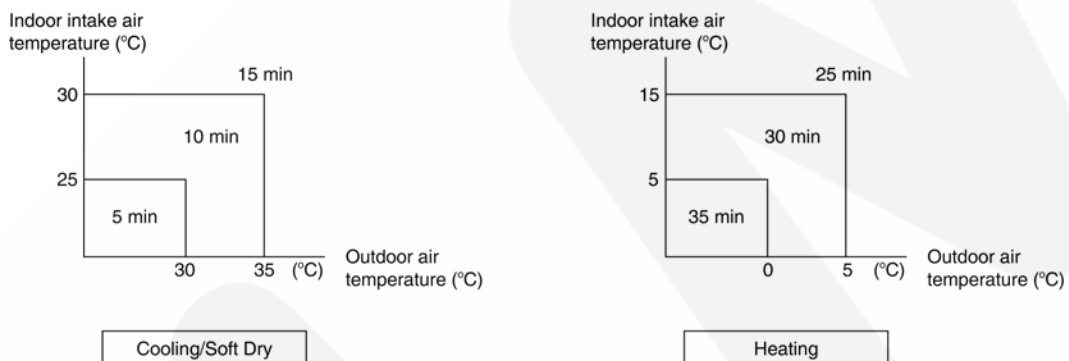 Indoor intake air
temperature (°C)
15 min
30
10 min
25
5 min
30 35 (°C)
Outdoor air
temperature (°C)
Cooling/Soft Dry
Indoor intake air
temperature (°C)
25 min
15
30 min
5
35 min
0 5 (°C)
Outdoor air
temperature (°C)
Heating